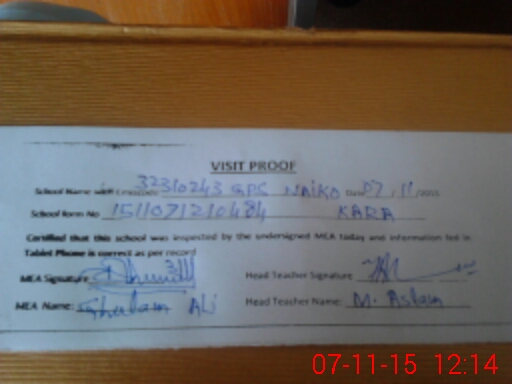 VISIT PROOF
School Name with Emiscode 32310243 GPS NAIKO Date 07/11/2015
School form No 1511071210484 KARA
Certified that this school was inspected by the undersigned MEA today and information fed in
Tablet Phone is correct as per record
MEA Signature Head Teacher Signature
MEA Name: Ghulam Ali Head Teacher Name: M. Aslam
07-11-15 12:14